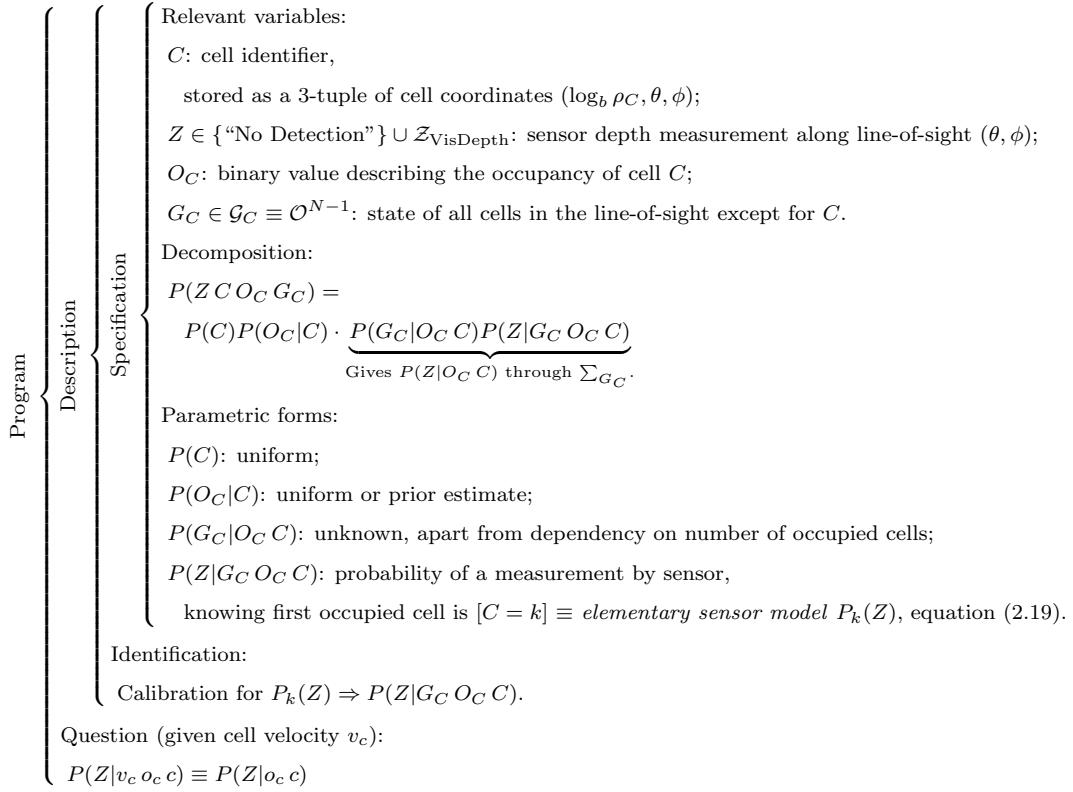 Program
Description
Specification
Relevant variables:
C: cell identifier,
stored as a 3-tuple of cell coordinates (log_b ρ_C, θ, ϕ);
Z ∈ {“No Detection”} ∪ 𝒵_VisDepth: sensor depth measurement along line-of-sight (θ, ϕ);
O_C: binary value describing the occupancy of cell C;
G_C ∈ 𝒢_C ≡ 𝒪^{N−1}: state of all cells in the line-of-sight except for C.
Decomposition:
P(Z C O_C G_C) =
P(C)P(O_C|C) · P(G_C|O_C C)P(Z|G_C O_C C)
Gives P(Z|O_C C) through ∑_{G_C}.
Parametric forms:
P(C): uniform;
P(O_C|C): uniform or prior estimate;
P(G_C|O_C C): unknown, apart from dependency on number of occupied cells;
P(Z|G_C O_C C): probability of a measurement by sensor,
knowing first occupied cell is [C = k] ≡ elementary sensor model P_k(Z), equation (2.19).
Identification:
Calibration for P_k(Z) ⇒ P(Z|G_C O_C C).
Question (given cell velocity v_c):
P(Z|v_c o_c c) ≡ P(Z|o_c c)